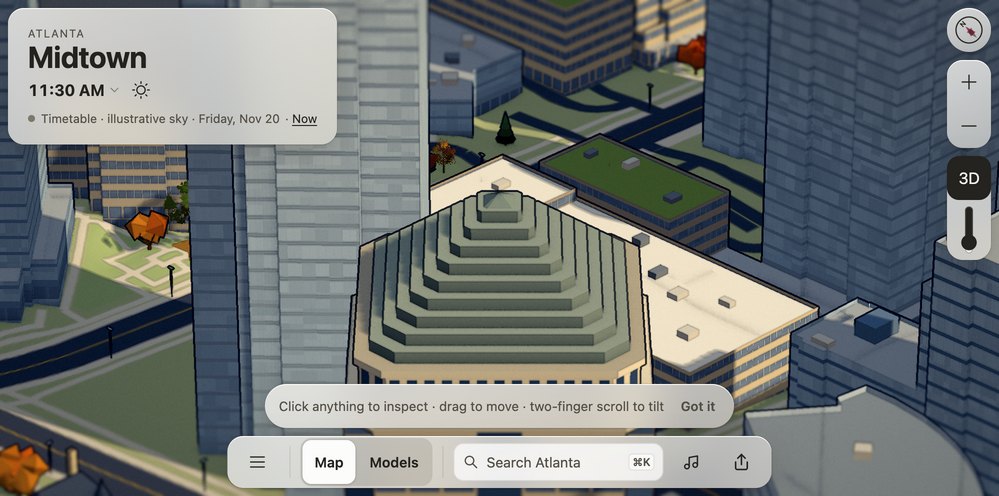 ATLANTA
Midtown
11:30 AM
Timetable · illustrative sky · Friday, Nov 20 · Now
N
+
−
3D
Click anything to inspect · drag to move · two-finger scroll to tilt Got it
Map Models Search Atlanta ⌘K